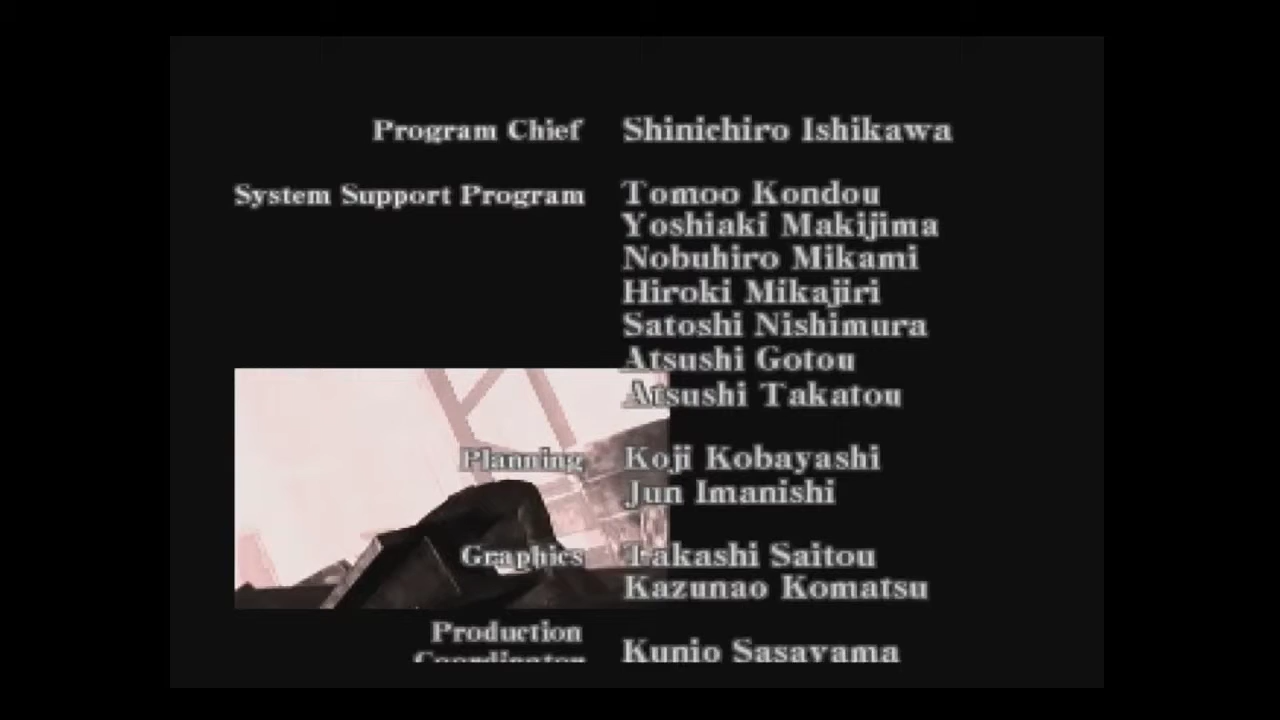 Program Chief Shinichiro Ishikawa
System Support Program Tomoo Kondou
Yoshiaki Makijima
Nobuhiro Mikami
Hiroki Mikajiri
Satoshi Nishimura
Atsushi Gotou
Atsushi Takatou
Planning Koji Kobayashi
Jun Imanishi
Graphics Takashi Saitou
Kazunao Komatsu
Production Coordinator Kunio Sasayama